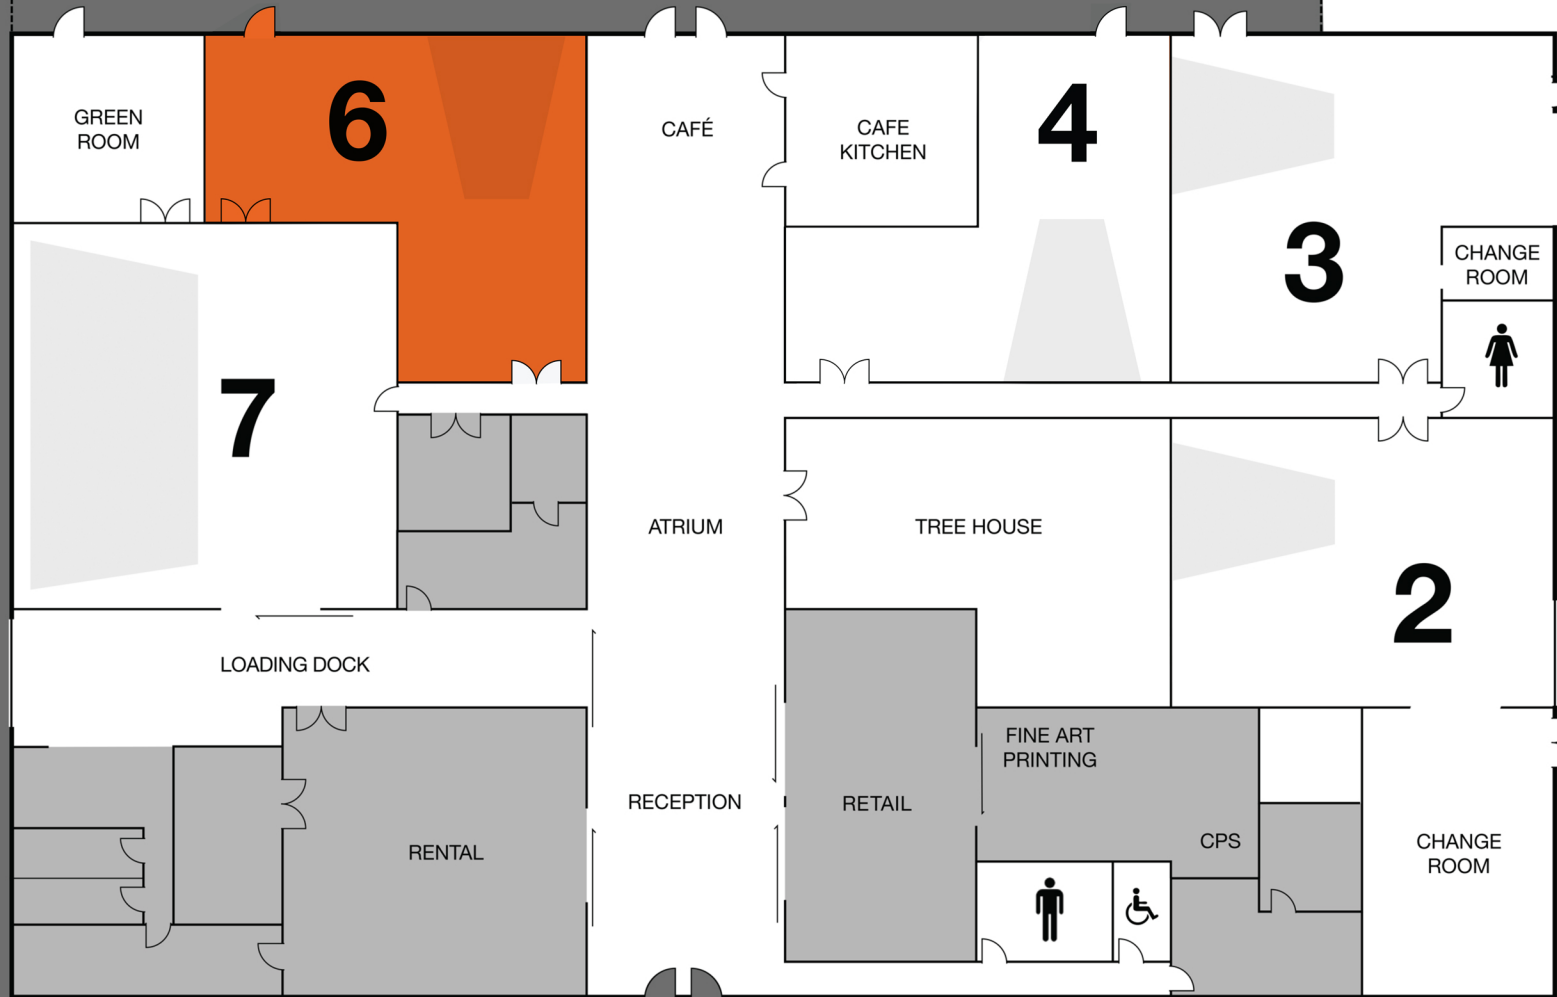 GREEN
ROOM
6
CAFÉ
CAFE
KITCHEN
4
3
CHANGE
ROOM
7
ATRIUM
TREE HOUSE
2
LOADING DOCK
FINE ART
PRINTING
RECEPTION
RETAIL
RENTAL
CPS
CHANGE
ROOM